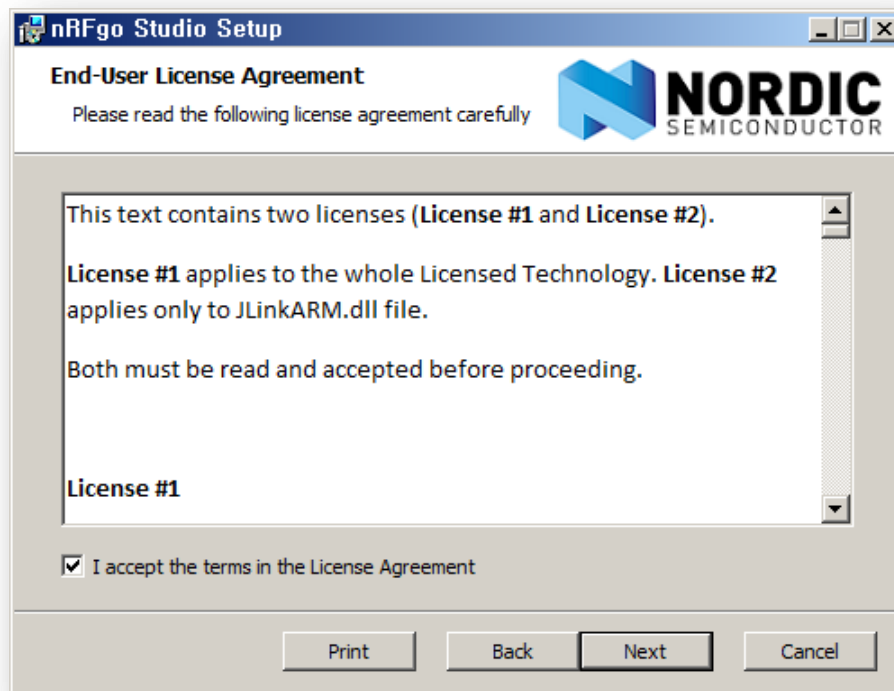 nRFgo Studio Setup
End-User License Agreement
Please read the following license agreement carefully
NORDIC
SEMICONDUCTOR
This text contains two licenses (License #1 and License #2).
License #1 applies to the whole Licensed Technology. License #2
applies only to JLinkARM.dll file.
Both must be read and accepted before proceeding.
License #1
I accept the terms in the License Agreement
Print
Back
Next
Cancel